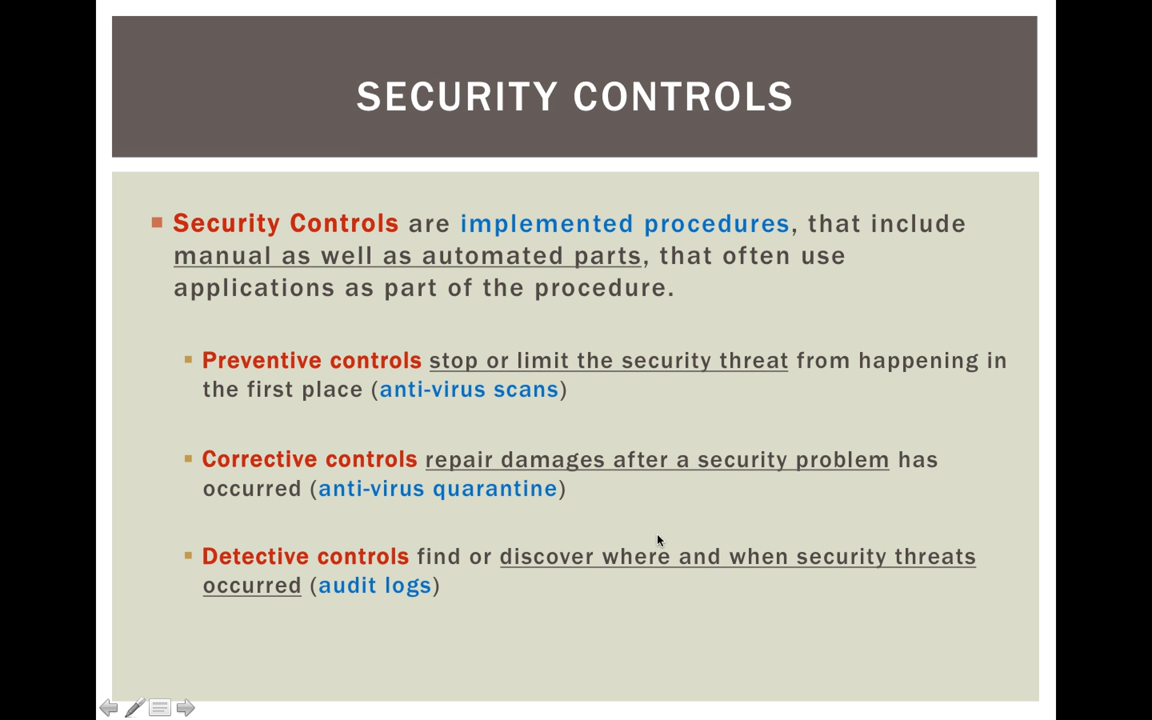 SECURITY CONTROLS
Security Controls are implemented procedures, that include
manual as well as automated parts, that often use
applications as part of the procedure.
Preventive controls stop or limit the security threat from happening in
the first place (anti-virus scans)
Corrective controls repair damages after a security problem has
occurred (anti-virus quarantine)
Detective controls find or discover where and when security threats
occurred (audit logs)